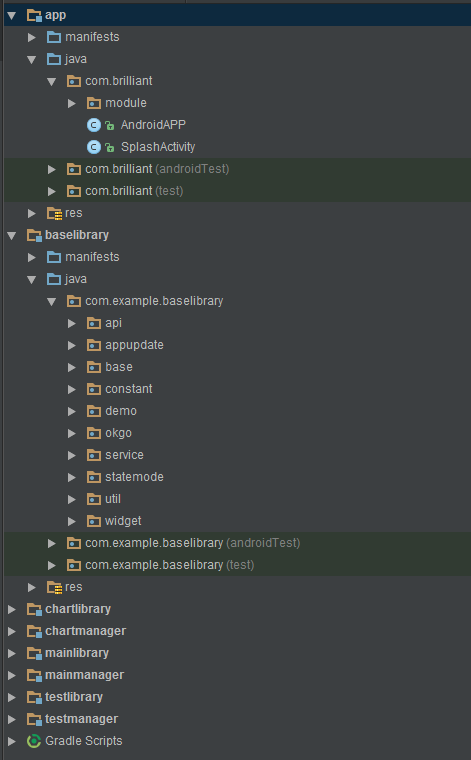 app
manifests
java
com.brilliant
module
AndroidAPP
SplashActivity
com.brilliant (androidTest)
com.brilliant (test)
res
baselibrary
manifests
java
com.example.baselibrary
api
appupdate
base
constant
demo
okgo
service
statemode
util
widget
com.example.baselibrary (androidTest)
com.example.baselibrary (test)
res
chartlibrary
chartmanager
mainlibrary
mainmanager
testlibrary
testmanager
Gradle Scripts